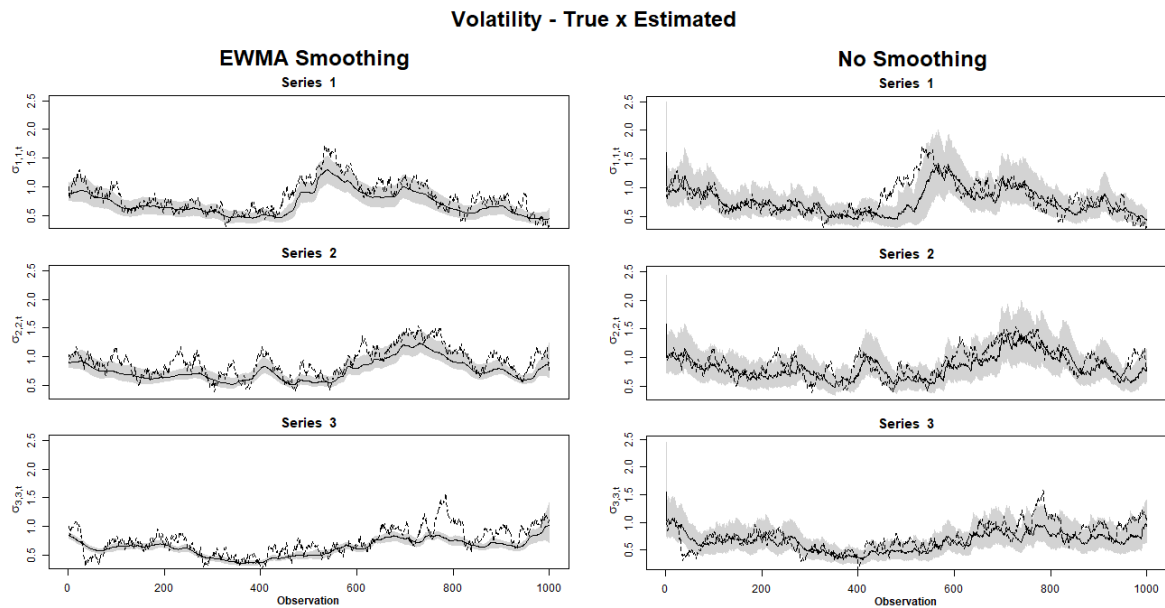 Volatility - True x Estimated
EWMA Smoothing
Series 1
σ1,1,t
0.5 1.0 1.5 2.0 2.5
Series 2
σ2,2,t
0.5 1.0 1.5 2.0 2.5
Series 3
σ3,3,t
0.5 1.0 1.5 2.0 2.5
0 200 400 600 800 1000
Observation
No Smoothing
Series 1
σ1,1,t
0.5 1.0 1.5 2.0 2.5
Series 2
σ2,2,t
0.5 1.0 1.5 2.0 2.5
Series 3
σ3,3,t
0.5 1.0 1.5 2.0 2.5
0 200 400 600 800 1000
Observation